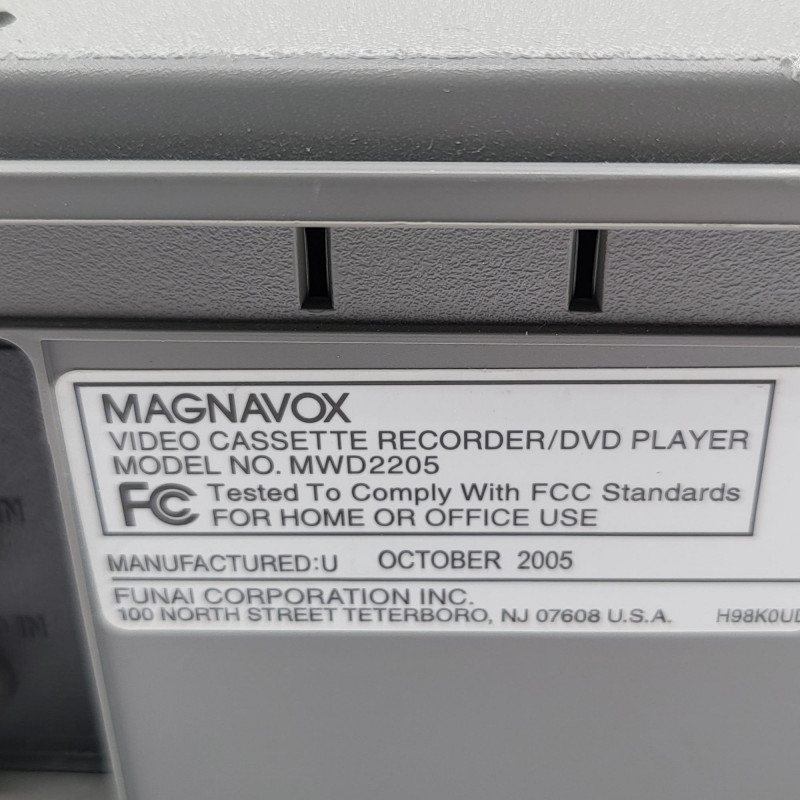 MAGNAVOX
VIDEO CASSETTE RECORDER/DVD PLAYER
MODEL NO. MWD2205
FC Tested To Comply With FCC Standards
FOR HOME OR OFFICE USE
MANUFACTURED:U OCTOBER 2005
FUNAI CORPORATION INC.
100 NORTH STREET TETERBORO, NJ 07608 U.S.A. H98K0UD